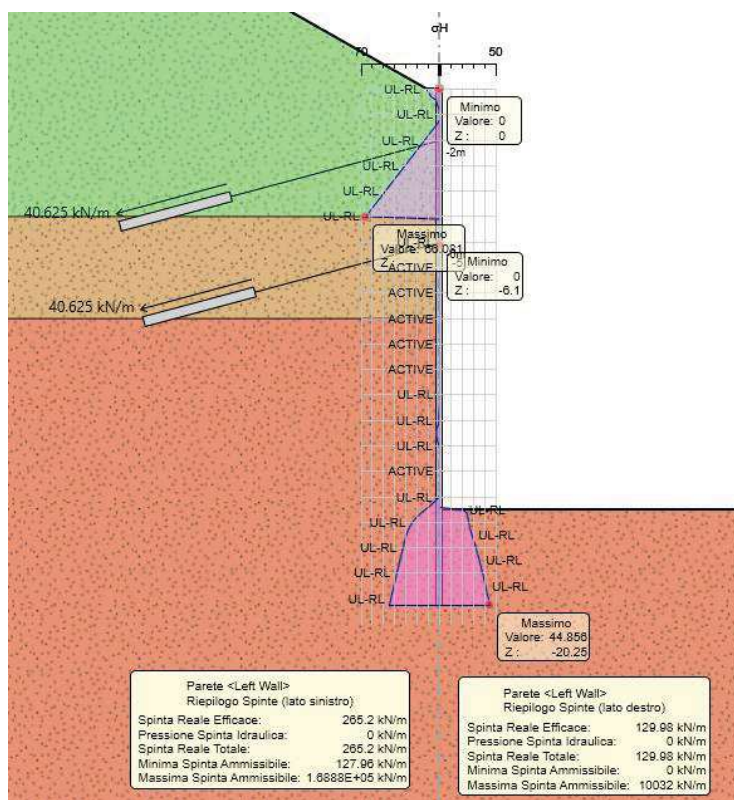 σH
50
UL-RL
UL-RL
Minimo
Valore: 0
Z : 0
UL-RL
-2m
UL-RL
UL-RL
40.625 kN/m
UL-RL
Massimo
UL-RL
Z :
Minimo
Valore: 0
Z : -6.1
ACTIVE
ACTIVE
40.625 kN/m
ACTIVE
ACTIVE
ACTIVE
UL-RL
UL-RL
UL-RL
ACTIVE
UL-RL
UL-RL
UL-RL
UL-RL
UL-RL
UL-RL
UL-RL
UL-RL
UL-RL
Massimo
Valore: 44.856
Z : -20.25
Parete <Left Wall>
Riepilogo Spinte (lato sinistro)
Spinta Reale Efficace: 265.2 kN/m
Pressione Spinta Idraulica: 0 kN/m
Spinta Reale Totale: 265.2 kN/m
Minima Spinta Ammissibile: 127.96 kN/m
Massima Spinta Ammissibile: 1.6888E+05 kN/m
Parete <Left Wall>
Riepilogo Spinte (lato destro)
Spinta Reale Efficace: 129.98 kN/m
Pressione Spinta Idraulica: 0 kN/m
Spinta Reale Totale: 129.98 kN/m
Minima Spinta Ammissibile: 0 kN/m
Massima Spinta Ammissibile: 10032 kN/m